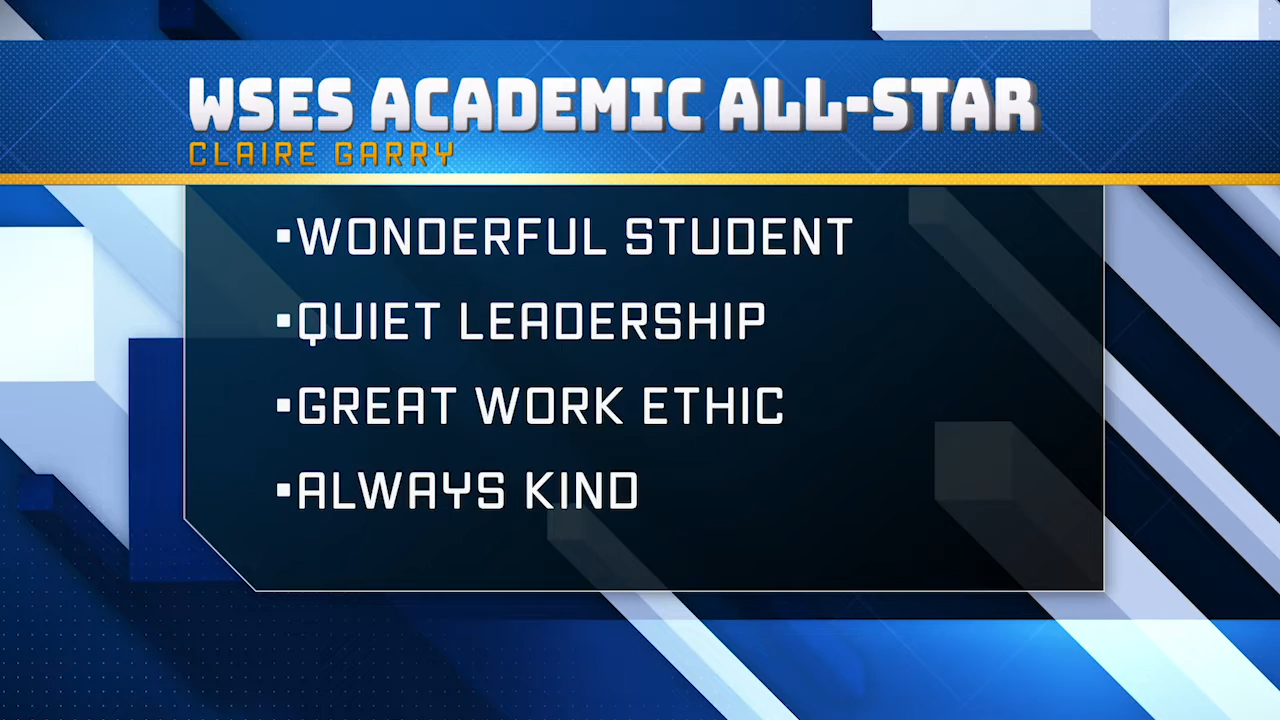 WSES ACADEMIC ALL-STAR
CLAIRE GARRY
▪WONDERFUL STUDENT
▪QUIET LEADERSHIP
▪GREAT WORK ETHIC
▪ALWAYS KIND